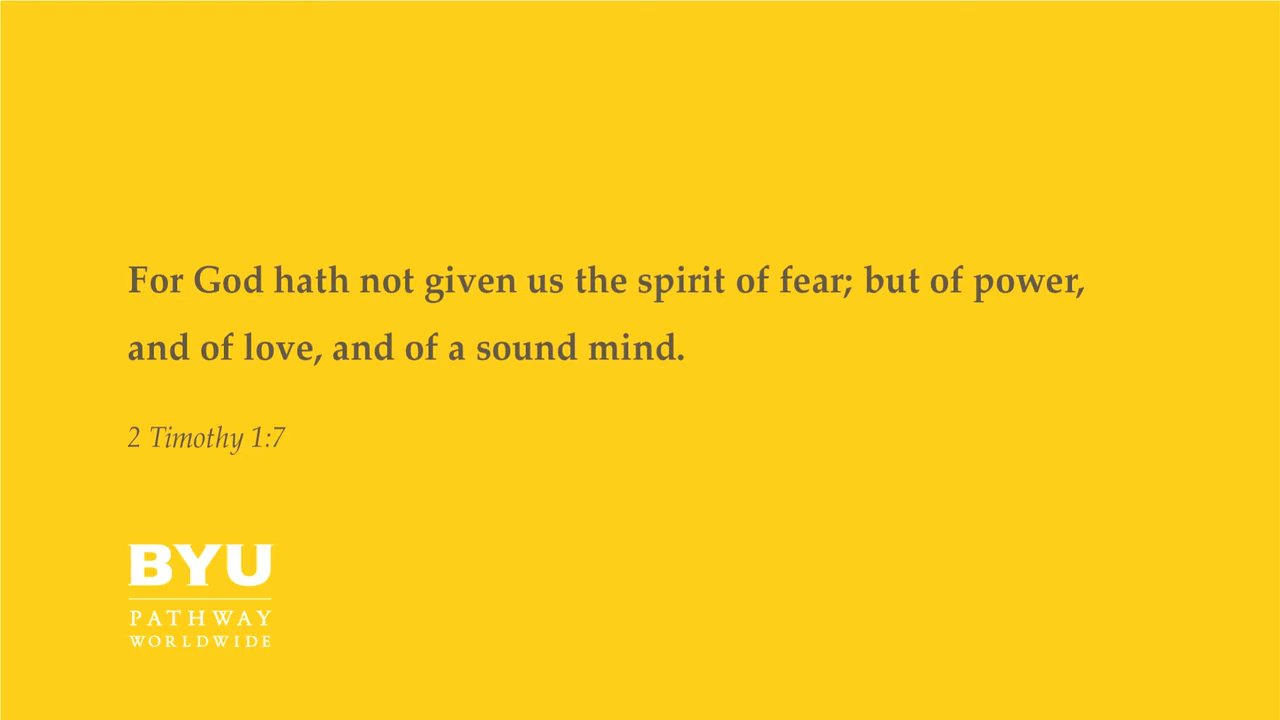 For God hath not given us the spirit of fear; but of power,
and of love, and of a sound mind.
2 Timothy 1:7
BYU
PATHWAY
WORLDWIDE